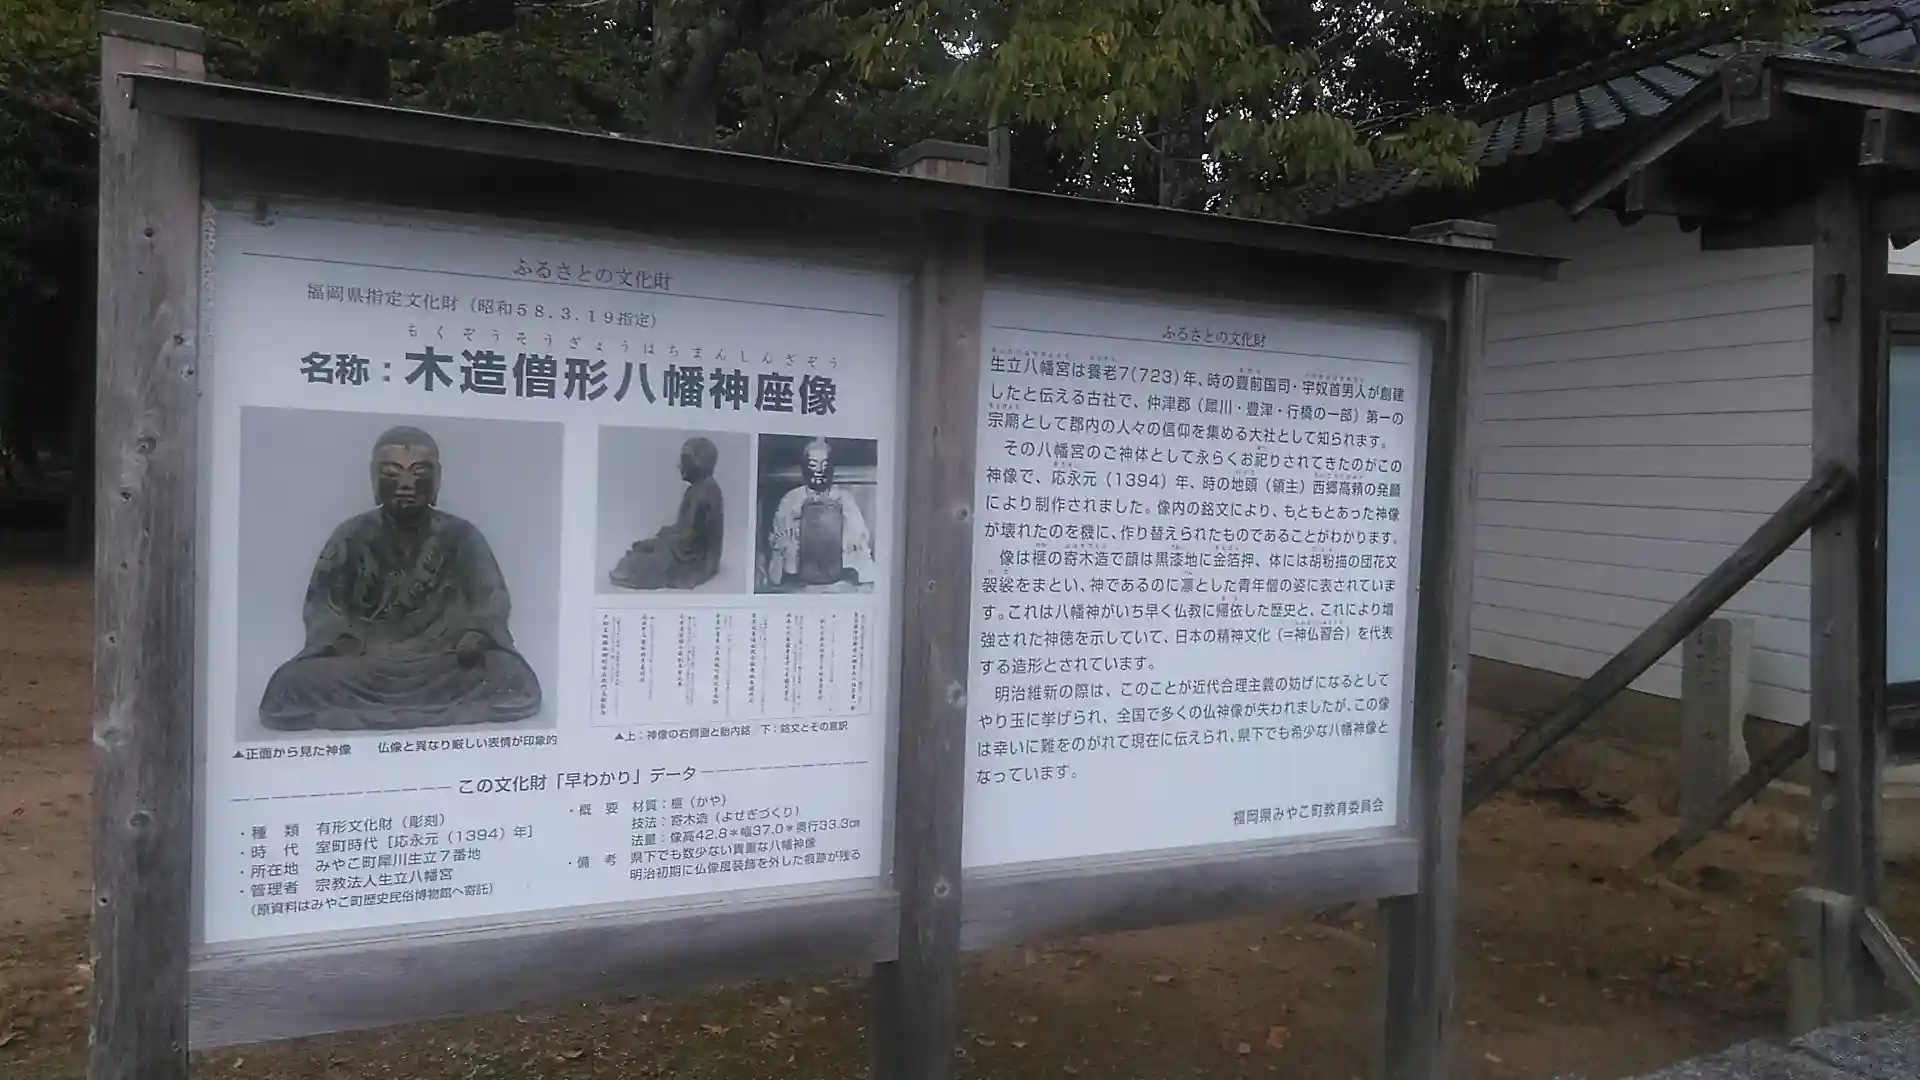 ふるさとの文化財
福岡県指定文化財（昭和５８．３．１９指定）
もくぞうそうぎょうはちまんしんざぞう
名称：木造僧形八幡神座像
▲正面から見た神像　仏像と異なり厳しい表情が印象的
▲上：神像の右側面と胎内銘　下：銘文とその意訳
この文化財「早わかり」データ
・種　類　有形文化財（彫刻）
・時　代　室町時代［応永元（1394）年］
・所在地　みやこ町犀川生立７番地
・管理者　宗教法人生立八幡宮
（原資料はみやこ町歴史民俗博物館へ寄託）
・概　要　材質：榧（かや）
技法：寄木造（よせぎづくり）
法量：像高42.8＊幅37.0＊奥行33.3㎝
・備　考　県下でも数少ない貴重な八幡神像
明治初期に仏像風装飾を外した痕跡が残る
ふるさとの文化財
生立八幡宮は養老7(723)年、時の豊前国司・宇奴首男人が創建
したと伝える古社で、仲津郡（犀川・豊津・行橋の一部）第一の
宗廟として郡内の人々の信仰を集める大社として知られます。
その八幡宮のご神体として永らくお祀りされてきたのがこの
神像で、応永元（1394）年、時の地頭（領主）西郷高頼の発願
により制作されました。像内の銘文により、もともとあった神像
が壊れたのを機に、作り替えられたものであることがわかります。
像は榧の寄木造で顔は黒漆地に金箔押、体には胡粉描の団花文
袈裟をまとい、神であるのに凛とした青年僧の姿に表されていま
す。これは八幡神がいち早く仏教に帰依した歴史と、これにより増
強された神徳を示していて、日本の精神文化（＝神仏習合）を代表
する造形とされています。
明治維新の際は、このことが近代合理主義の妨げになるとして
やり玉に挙げられ、全国で多くの仏神像が失われましたが、この像
は幸いに難をのがれて現在に伝えられ、県下でも希少な八幡神像と
なっています。
福岡県みやこ町教育委員会